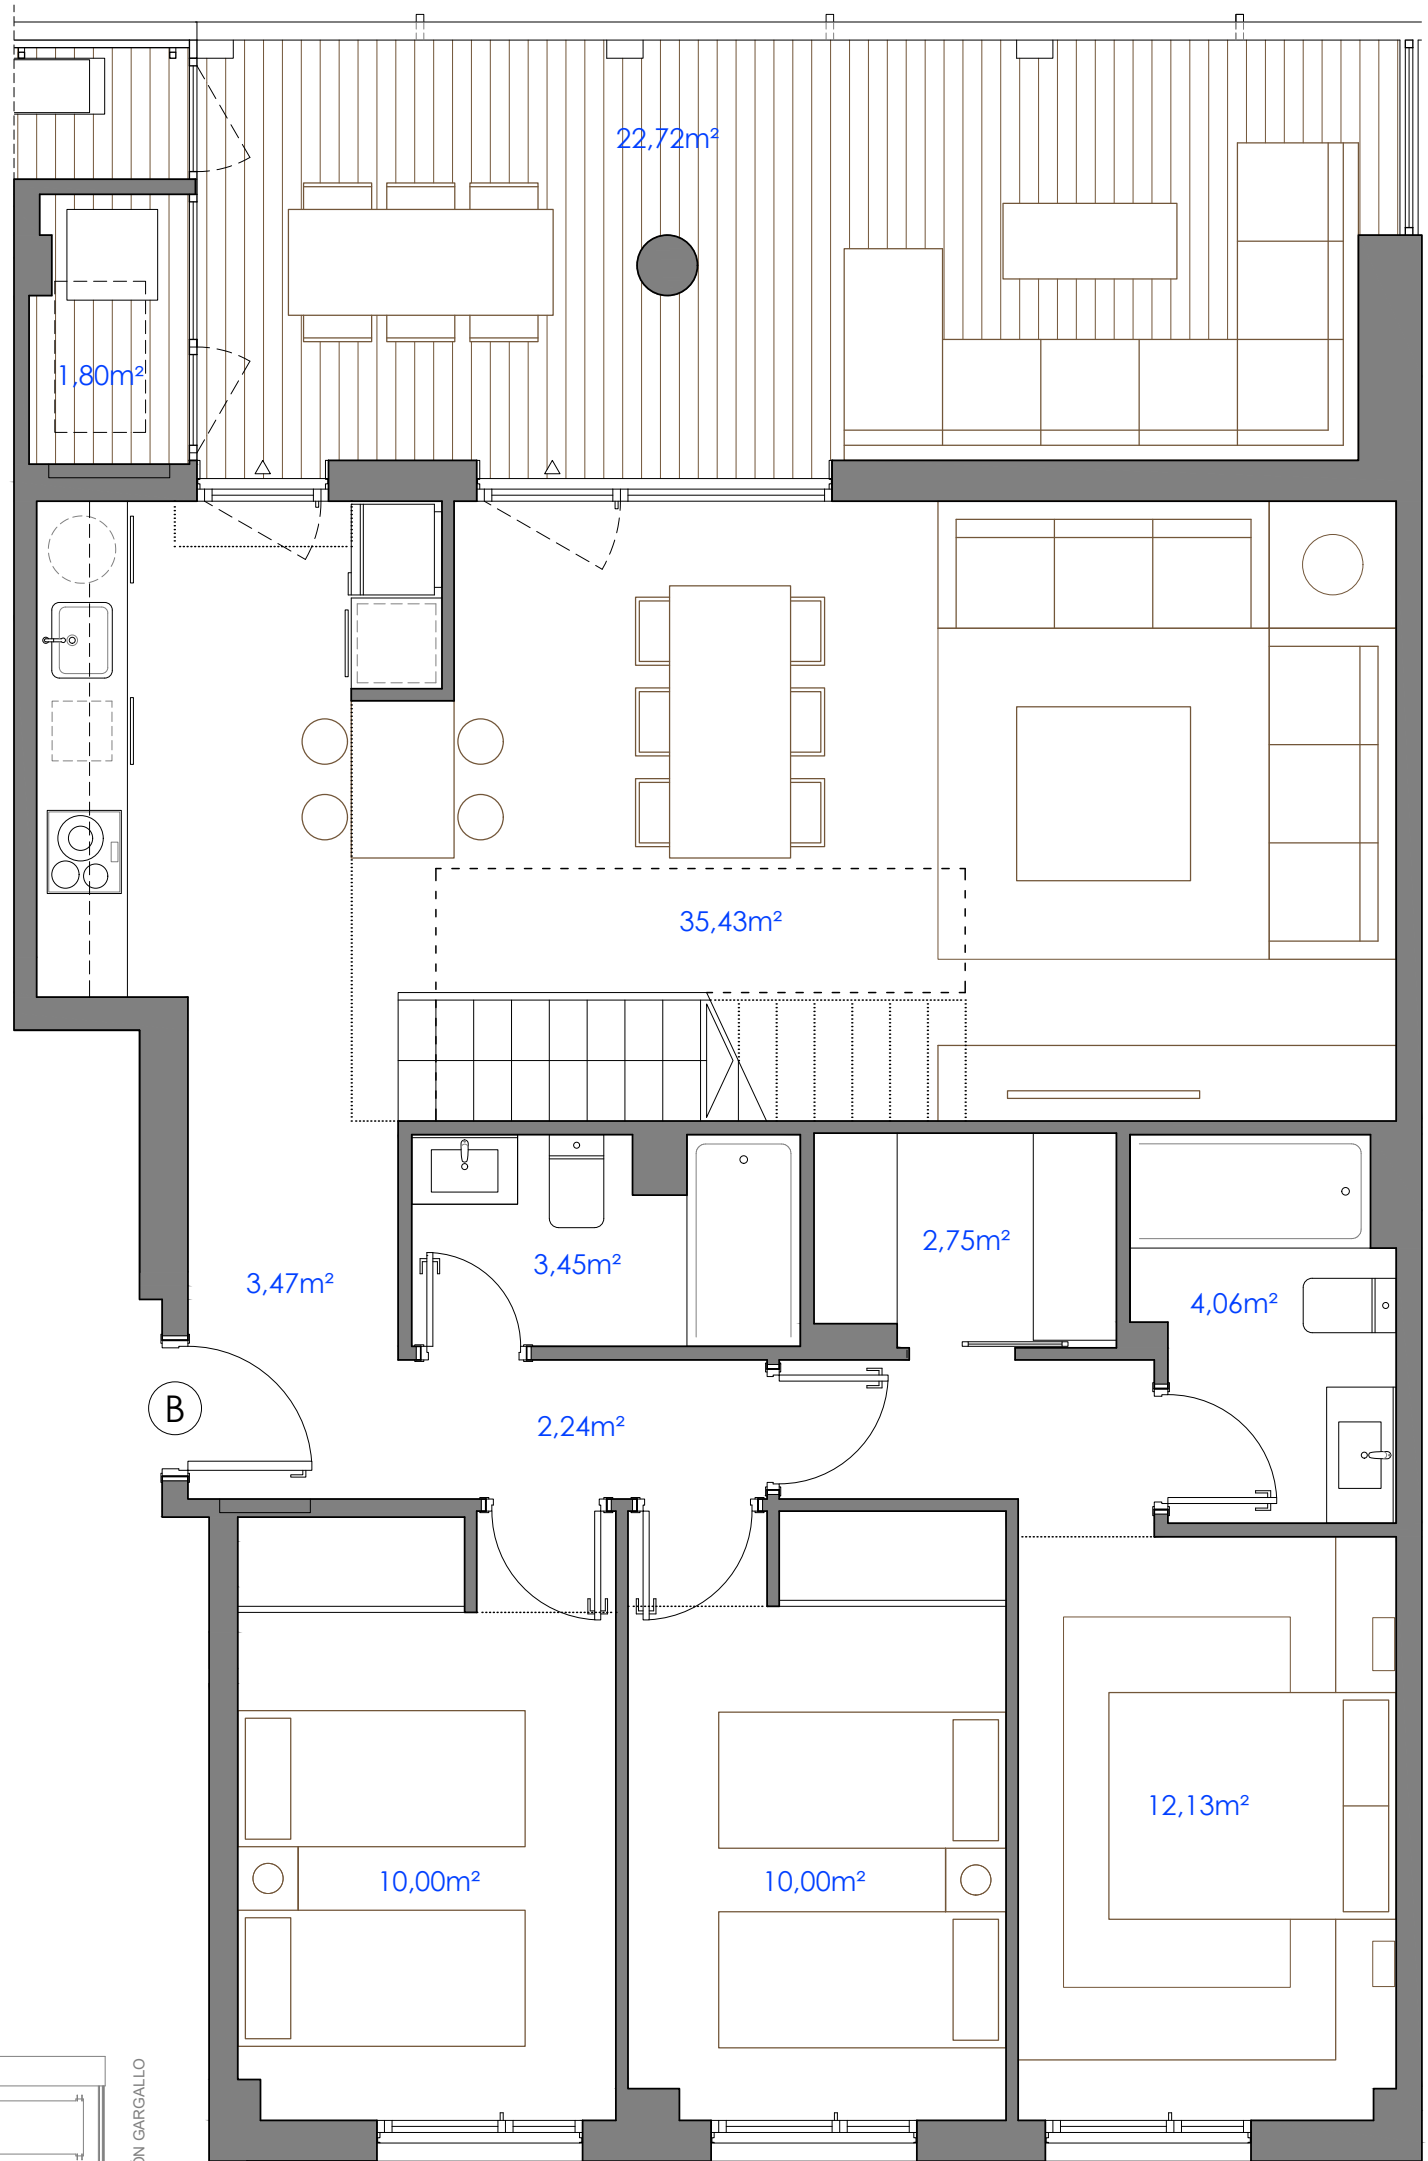 22,72m²
1,80m²
35,43m²
2,75m²
3,45m²
3,47m²
4,06m²
B
2,24m²
12,13m²
10,00m²
10,00m²
GARGALLO